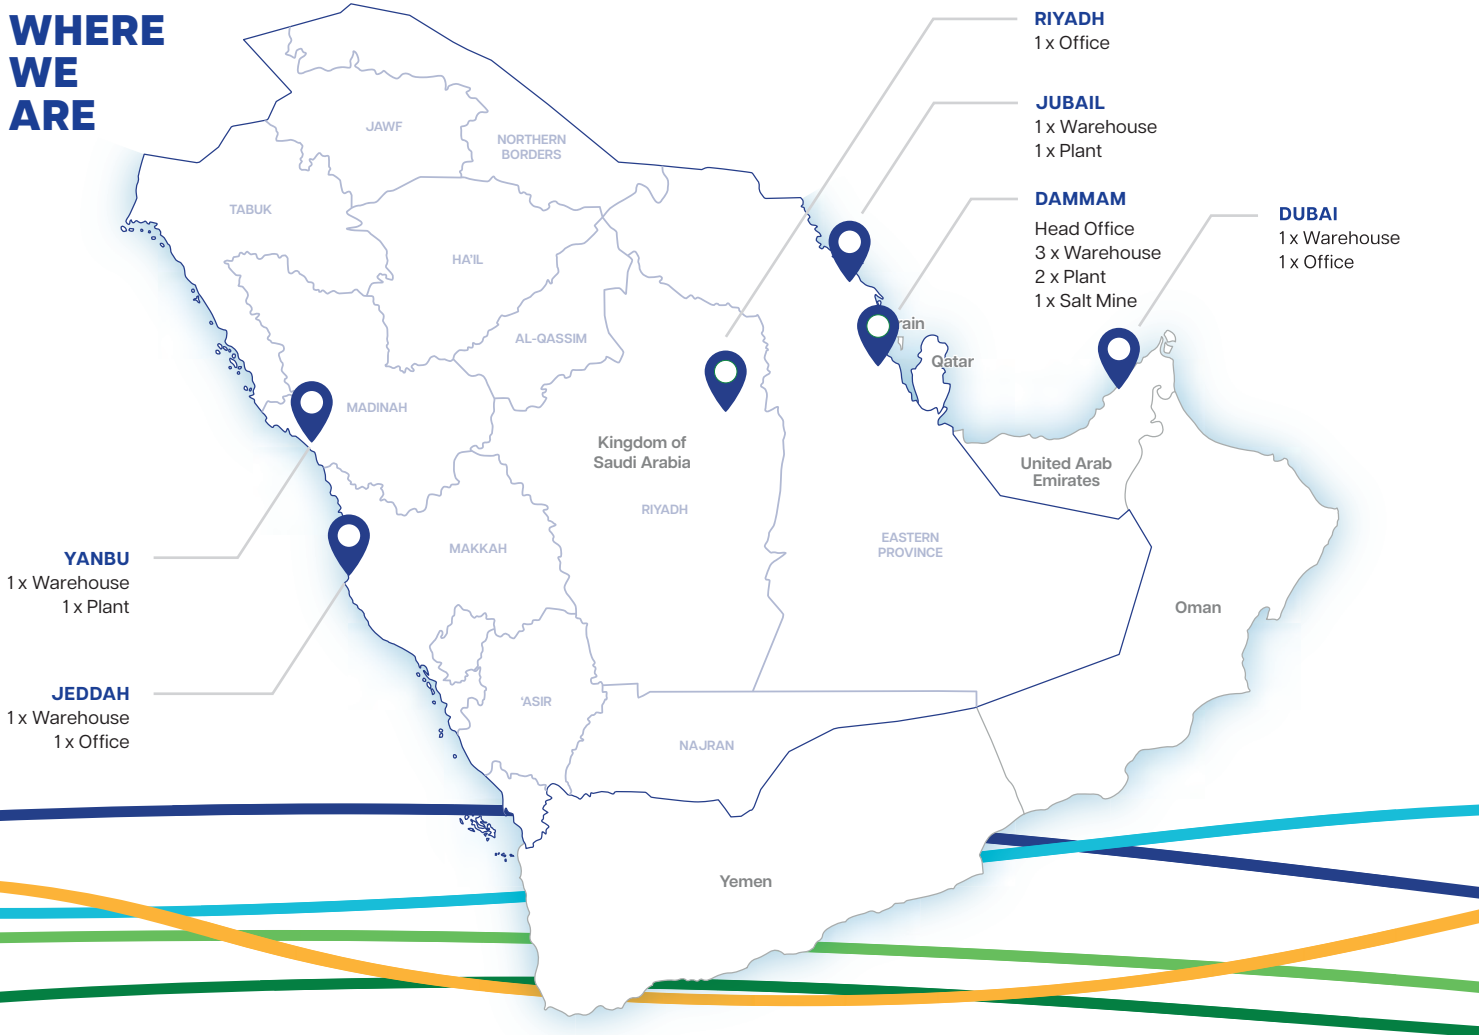 WHERE
WE
ARE
RIYADH
1 x Office
JUBAIL
1 x Warehouse
1 x Plant
DAMMAM
Head Office
3 x Warehouse
2 x Plant
1 x Salt Mine
DUBAI
1 x Warehouse
1 x Office
JAWF
NORTHERN
BORDERS
TABUK
HA'IL
AL-QASSIM
rain
Qatar
MADINAH
Kingdom of
Saudi Arabia
United Arab
Emirates
RIYADH
EASTERN
PROVINCE
MAKKAH
YANBU
1 x Warehouse
1 x Plant
Oman
JEDDAH
1 x Warehouse
1 x Office
‘ASIR
NAJRAN
Yemen